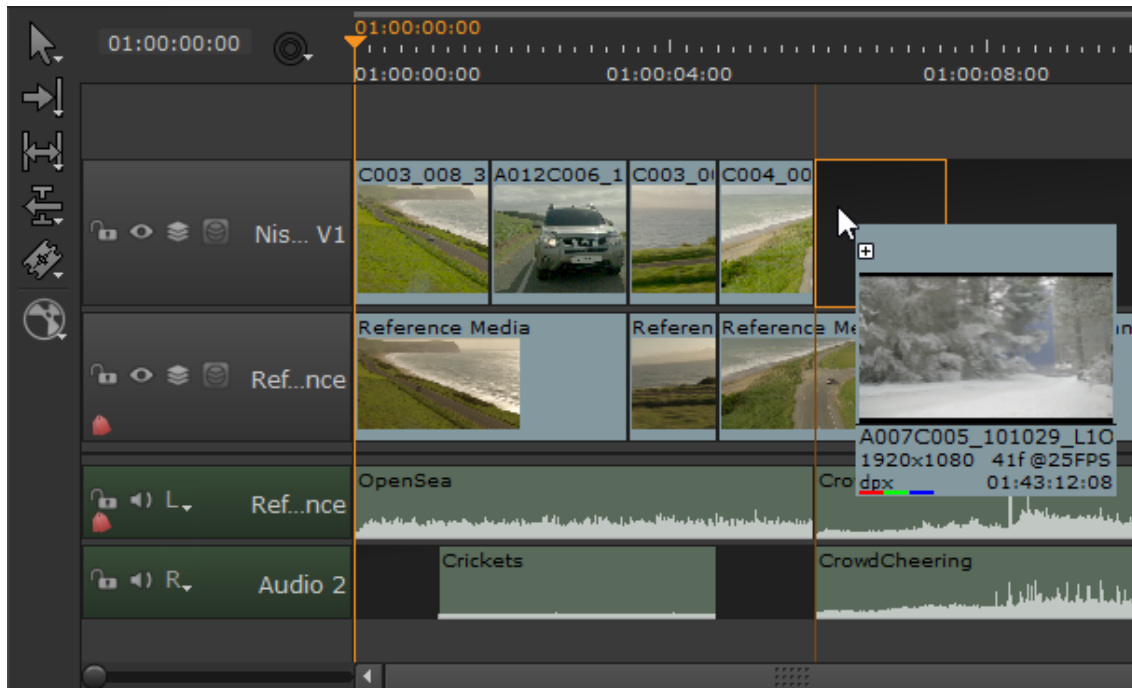 01:00:00:00
01:00:00:00
01:00:00:00 01:00:04:00 01:00:08:00
C003_008_3 A012C006_1 C003_00 C004_00
Nis... V1
Reference Media Referen Reference Me
Ref...nce
A007C005_101029_L1O
1920x1080 41f@25FPS
dpx 01:43:12:08
OpenSea Cro
L
Ref...nce
Crickets CrowdCheering
R
Audio 2